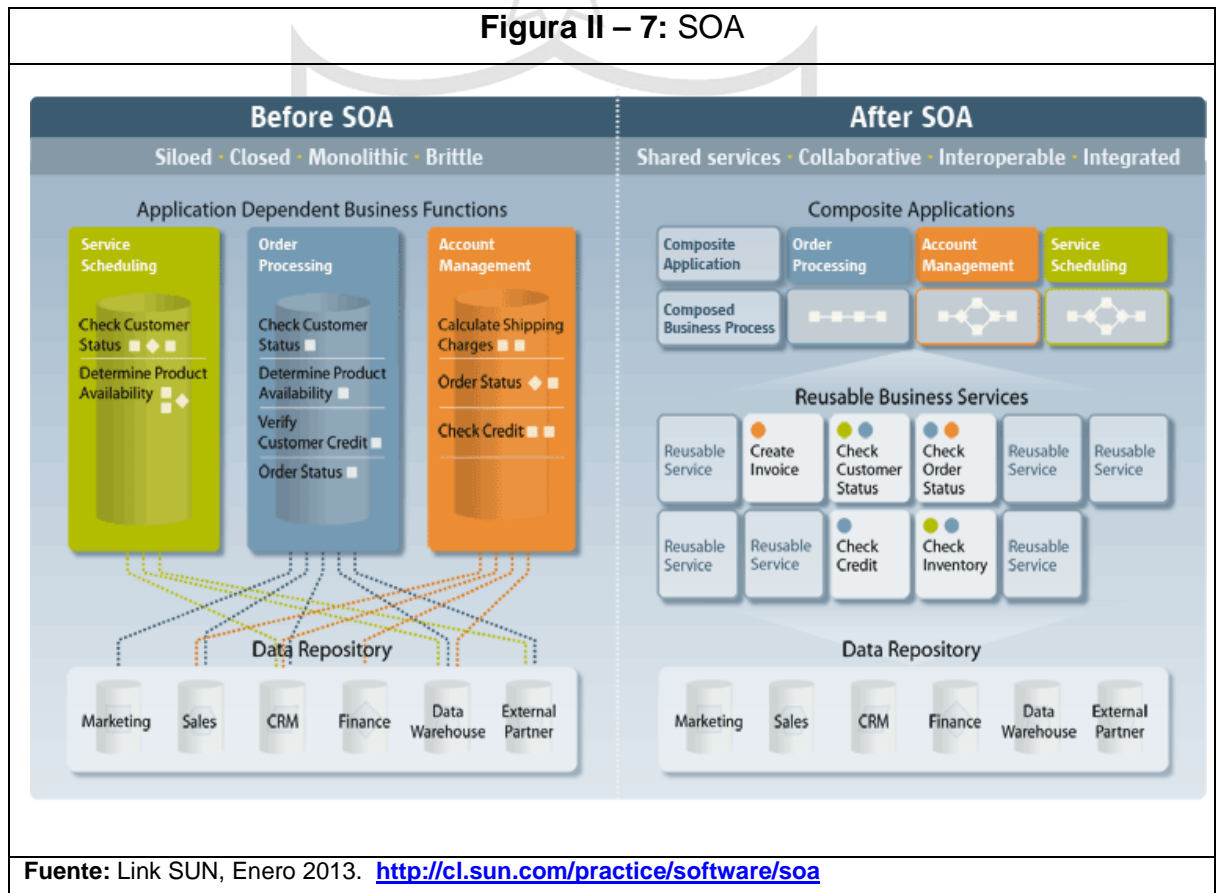 Figura II – 7: SOA
Before SOA
Siloed · Closed · Monolithic · Brittle
Application Dependent Business Functions
Service
Scheduling
Check Customer
Status
Determine Product
Availability
Order
Processing
Check Customer
Status
Determine Product
Availability
Verify
Customer Credit
Order Status
Account
Management
Calculate Shipping
Charges
Order Status
Check Credit
Data Repository
Marketing
Sales
CRM
Finance
Data
Warehouse
External
Partner
After SOA
Shared services · Collaborative · Interoperable · Integrated
Composite Applications
Composite
Application
Order
Processing
Account
Management
Service
Scheduling
Composed
Business Process
Reusable Business Services
Reusable
Service
Create
Invoice
Check
Customer
Status
Check
Order
Status
Reusable
Service
Reusable
Service
Reusable
Service
Reusable
Service
Check
Credit
Check
Inventory
Reusable
Service
Data Repository
Marketing
Sales
CRM
Finance
Data
Warehouse
External
Partner
Fuente: Link SUN, Enero 2013. http://cl.sun.com/practice/software/soa